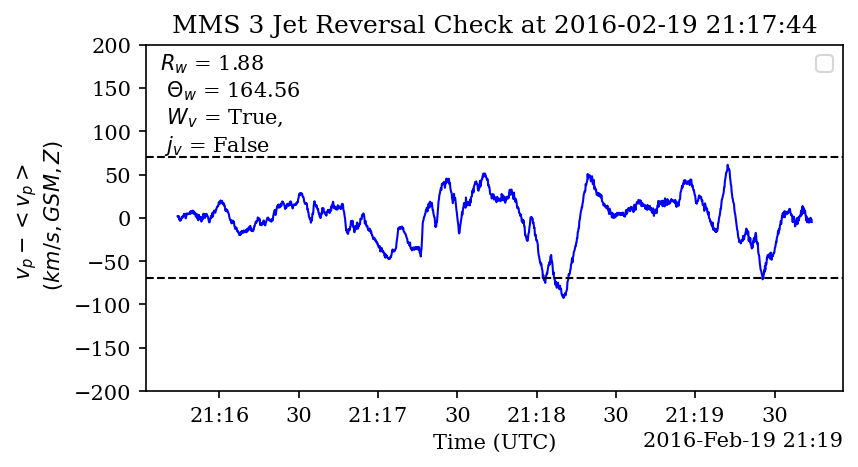 MMS 3 Jet Reversal Check at 2016-02-19 21:17:44
R_w = 1.88
Θ_w = 164.56
W_v = True,
j_v = False
200
150
100
50
0
−50
−100
−150
−200
v_p − < v_p >
(km/s, GSM, Z)
21:16 30 21:17 30 21:18 30 21:19 30
Time (UTC)
2016-Feb-19 21:19